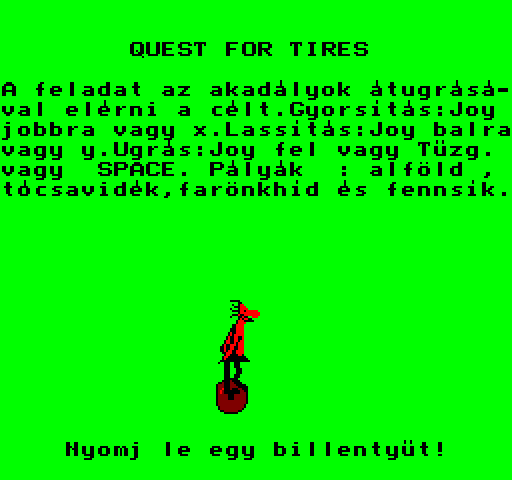 QUEST FOR TIRES
A feladat az akadályok átugrásá-
val elérni a célt.Gyorsitás:Joy
jobbra vagy x.Lassitás:Joy balra
vagy y.Ugrás:Joy fel vagy Tüzg.
vagy SPACE. Pályák : alföld ,
tócsavidék,farönkhid és fennsik.
Nyomj le egy billentyüt!